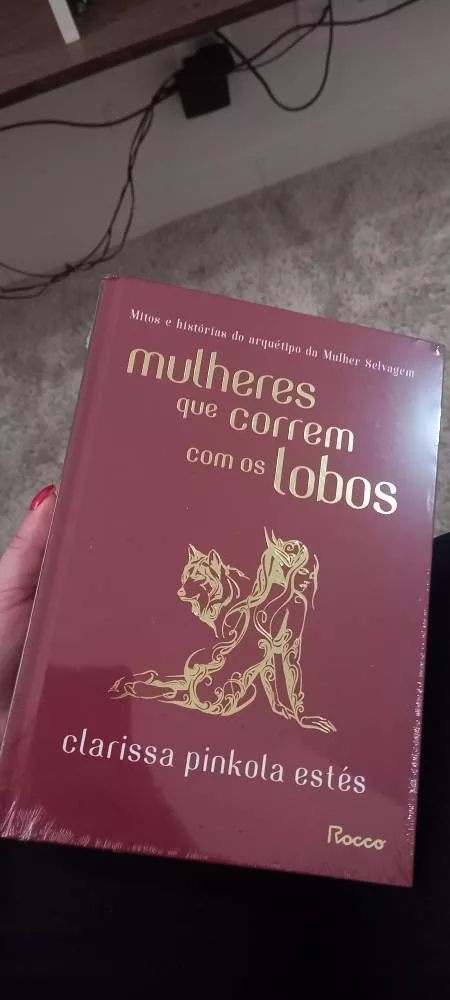 Mitos e histórias do arquétipo da Mulher Selvagem
mulheres
que correm
com os lobos
clarissa pinkola estés
Rocco